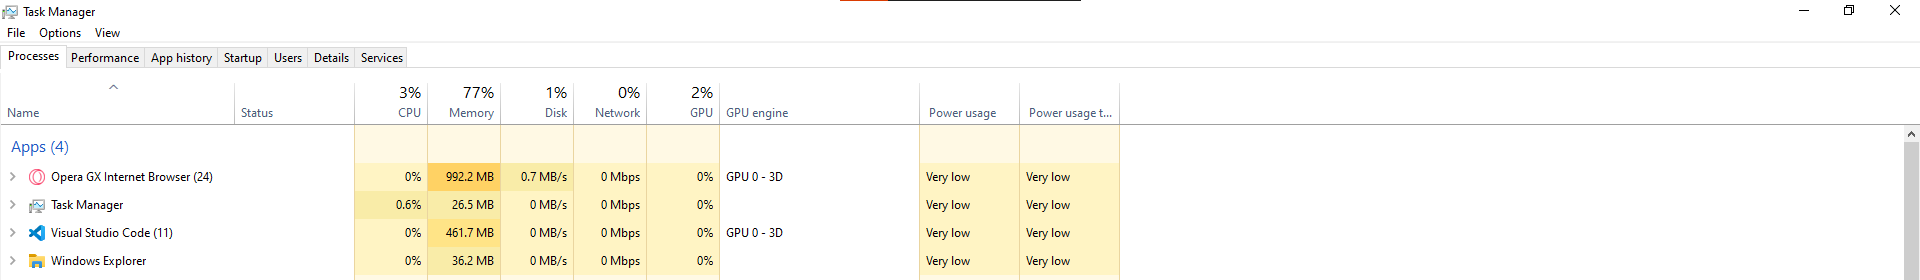 Task Manager
File Options View
Processes Performance App history Startup Users Details Services
3% 77% 1% 0% 2%
Name Status CPU Memory Disk Network GPU GPU engine Power usage Power usage t...
Apps (4)
Opera GX Internet Browser (24) 0% 992.2 MB 0.7 MB/s 0 Mbps 0% GPU 0 - 3D Very low Very low
Task Manager 0.6% 26.5 MB 0 MB/s 0 Mbps 0% Very low Very low
Visual Studio Code (11) 0% 461.7 MB 0 MB/s 0 Mbps 0% GPU 0 - 3D Very low Very low
Windows Explorer 0% 36.2 MB 0 MB/s 0 Mbps 0% Very low Very low